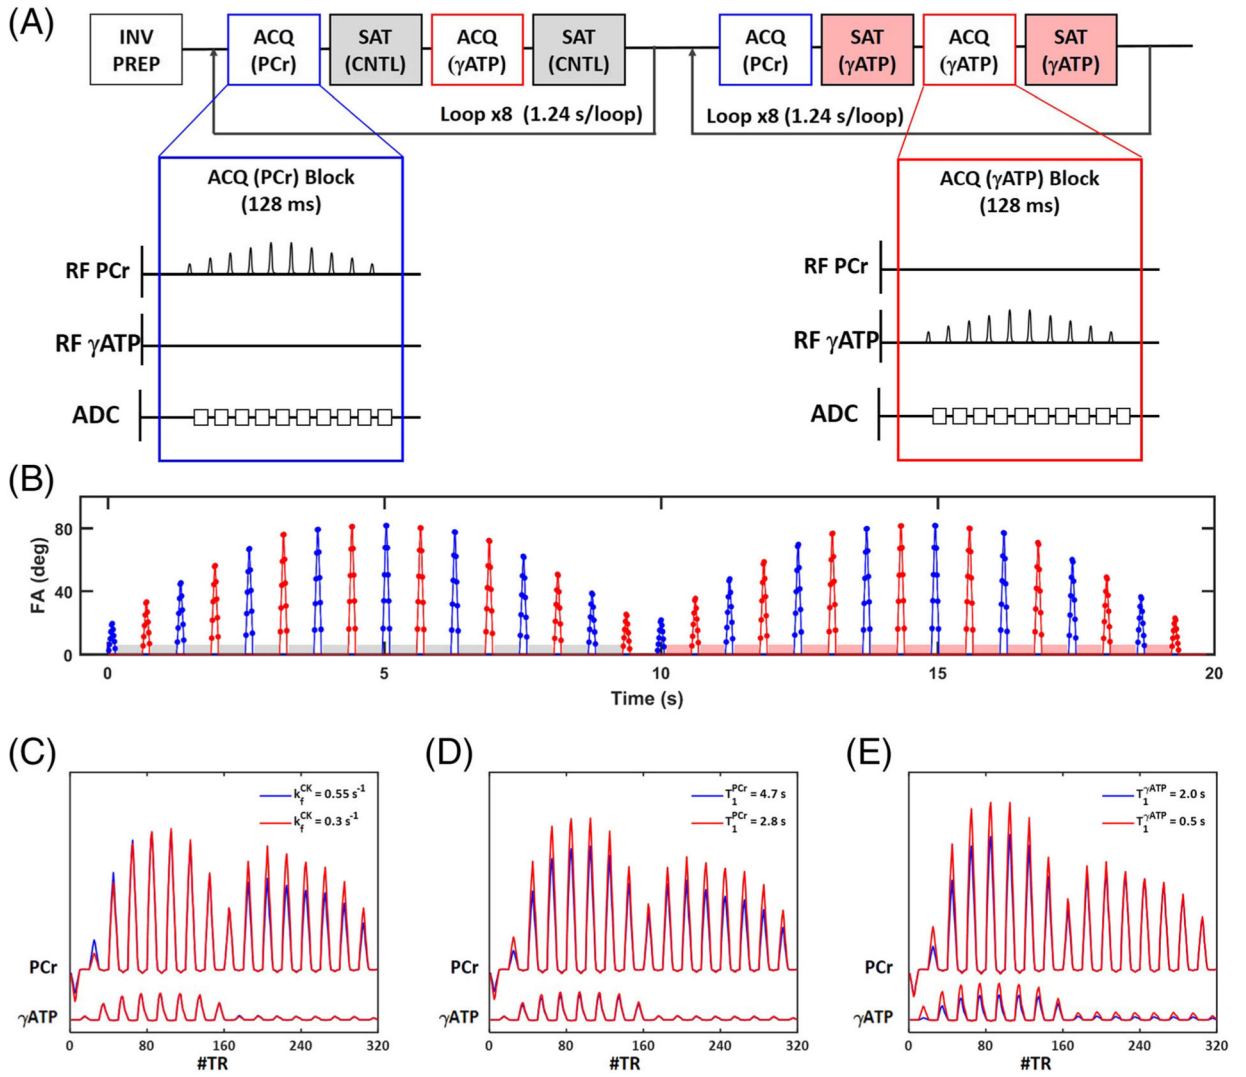 (A)
INV
PREP
ACQ
(PCr)
SAT
(CNTL)
ACQ
(γATP)
SAT
(CNTL)
ACQ
(PCr)
SAT
(γATP)
ACQ
(γATP)
SAT
(γATP)
Loop x8 (1.24 s/loop)
Loop x8 (1.24 s/loop)
ACQ (PCr) Block
(128 ms)
RF PCr
RF γATP
ADC
ACQ (γATP) Block
(128 ms)
RF PCr
RF γATP
ADC
(B)
FA (deg)
80
40
0
0 5 10 15 20
Time (s)
(C)
k_f^CK = 0.55 s⁻¹
k_f^CK = 0.3 s⁻¹
PCr
γATP
0 80 160 240 320
#TR
(D)
T_1^PCr = 4.7 s
T_1^PCr = 2.8 s
PCr
γATP
0 80 160 240 320
#TR
(E)
T_1^γATP = 2.0 s
T_1^γATP = 0.5 s
PCr
γATP
0 80 160 240 320
#TR